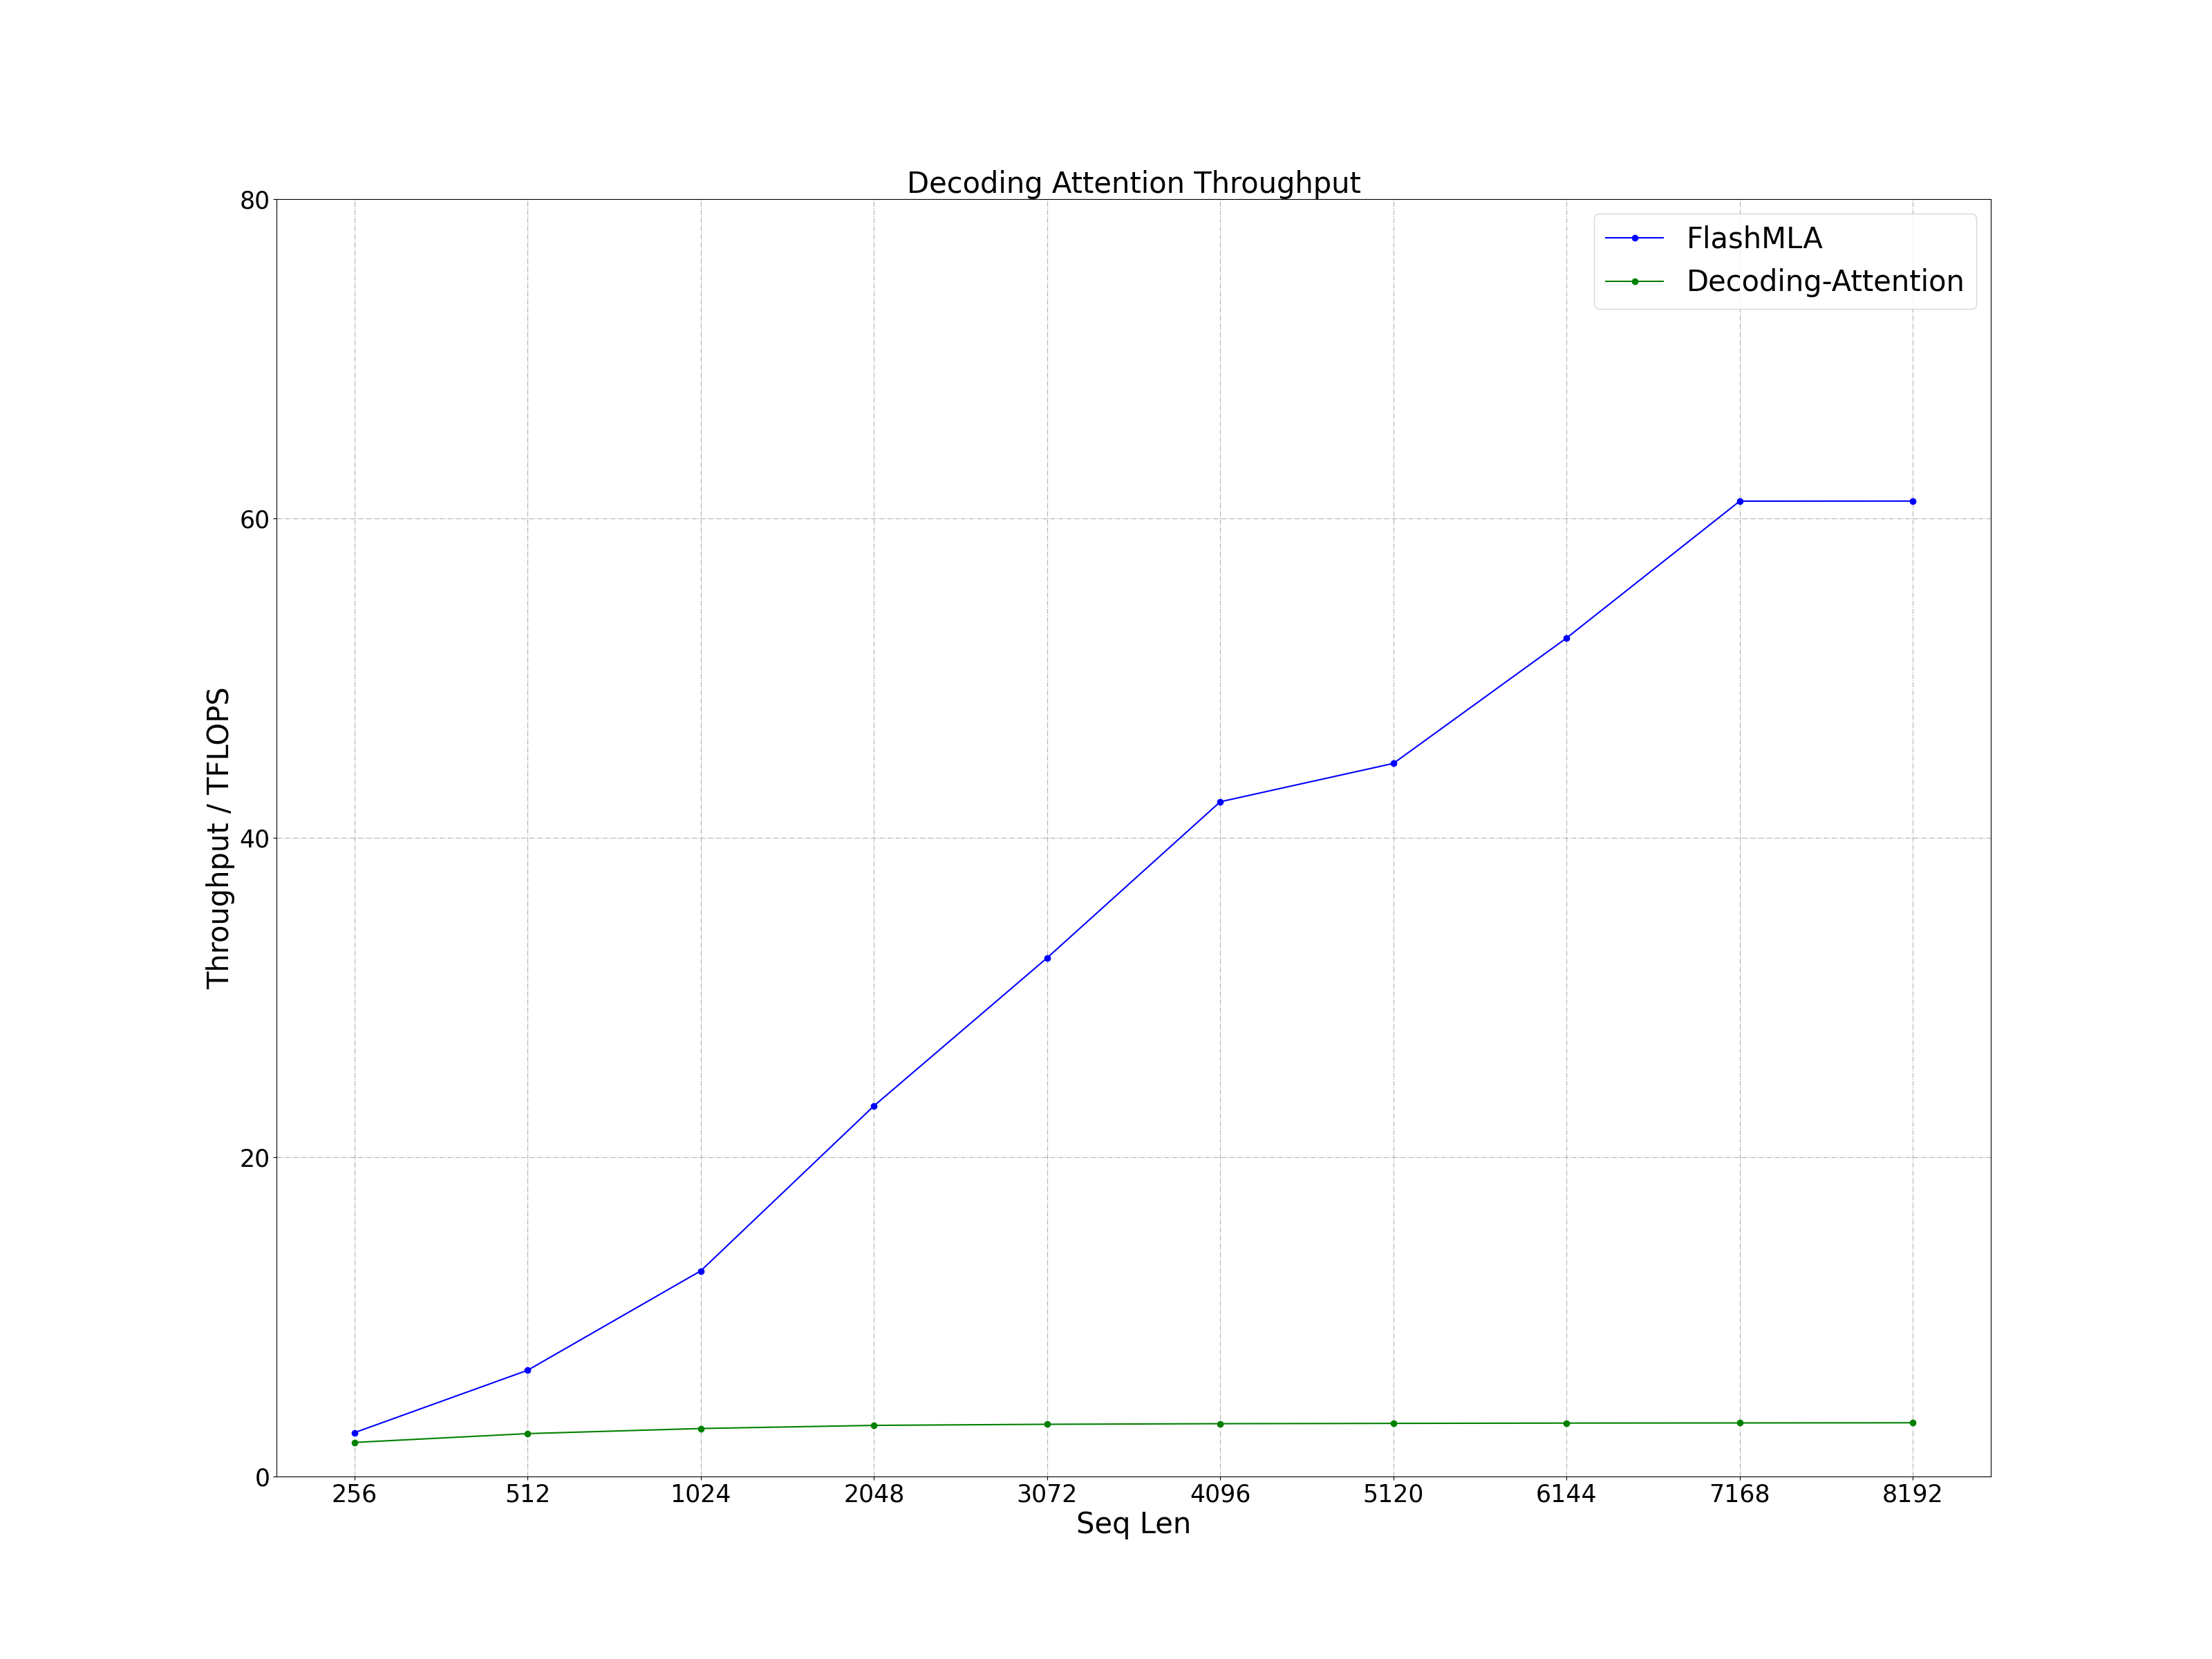 Decoding Attention Throughput
FlashMLA
Decoding-Attention
Throughput / TFLOPS
80
60
40
20
0
256 512 1024 2048 3072 4096 5120 6144 7168 8192
Seq Len